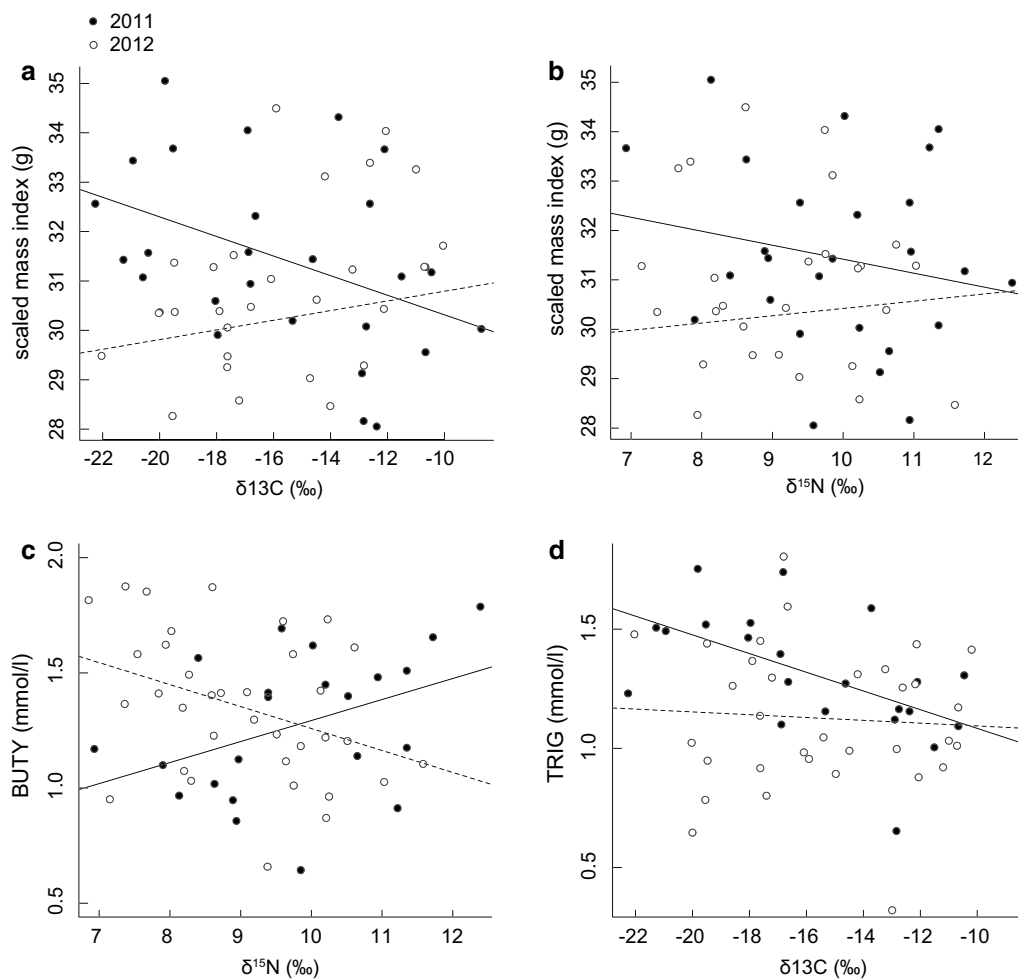 2011
2012
a
scaled mass index (g)
35
34
33
32
31
30
29
28
-22 -20 -18 -16 -14 -12 -10
δ13C (‰)
b
scaled mass index (g)
35
34
33
32
31
30
29
28
7 8 9 10 11 12
δ¹⁵N (‰)
c
BUTY (mmol/l)
2.0
1.5
1.0
0.5
7 8 9 10 11 12
δ¹⁵N (‰)
d
TRIG (mmol/l)
1.5
1.0
0.5
-22 -20 -18 -16 -14 -12 -10
δ13C (‰)